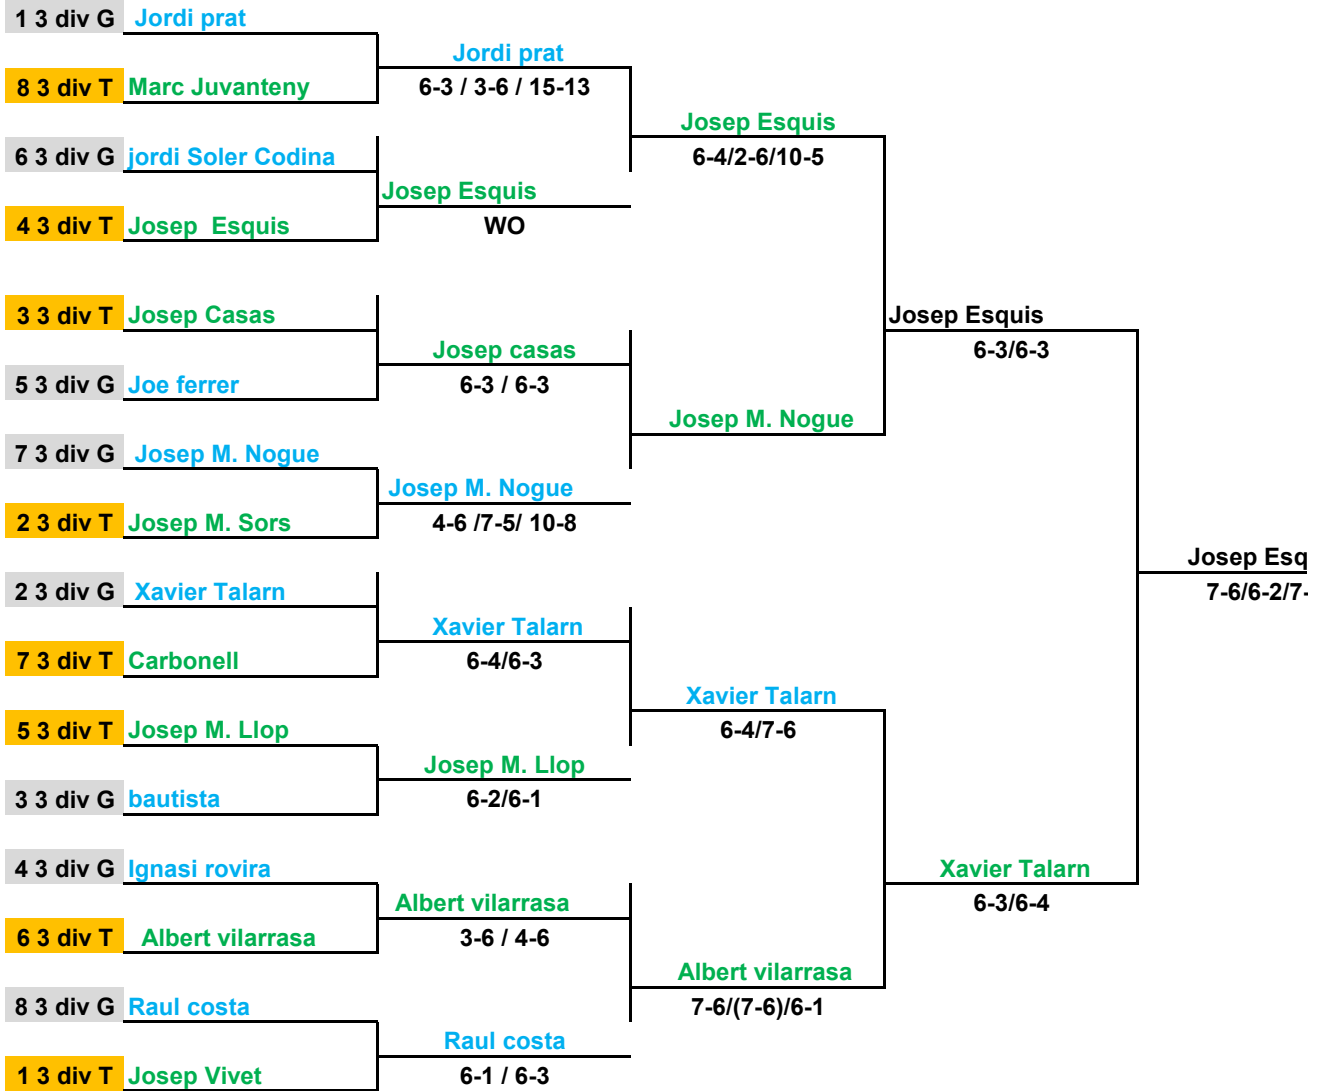 1 3 div G Jordi prat
Jordi prat
8 3 div T Marc Juvanteny 6-3 / 3-6 / 15-13
Josep Esquis
6 3 div G jordi Soler Codina 6-4/2-6/10-5
Josep Esquis
4 3 div T Josep Esquis WO
3 3 div T Josep Casas Josep Esquis
Josep casas 6-3/6-3
5 3 div G Joe ferrer 6-3 / 6-3
Josep M. Nogue
7 3 div G Josep M. Nogue
Josep M. Nogue
2 3 div T Josep M. Sors 4-6 /7-5/ 10-8
Josep Esq
2 3 div G Xavier Talarn 7-6/6-2/7-
Xavier Talarn
7 3 div T Carbonell 6-4/6-3
Xavier Talarn
5 3 div T Josep M. Llop 6-4/7-6
Josep M. Llop
3 3 div G bautista 6-2/6-1
4 3 div G Ignasi rovira Xavier Talarn
Albert vilarrasa 6-3/6-4
6 3 div T Albert vilarrasa 3-6 / 4-6
Albert vilarrasa
8 3 div G Raul costa 7-6/(7-6)/6-1
Raul costa
1 3 div T Josep Vivet 6-1 / 6-3